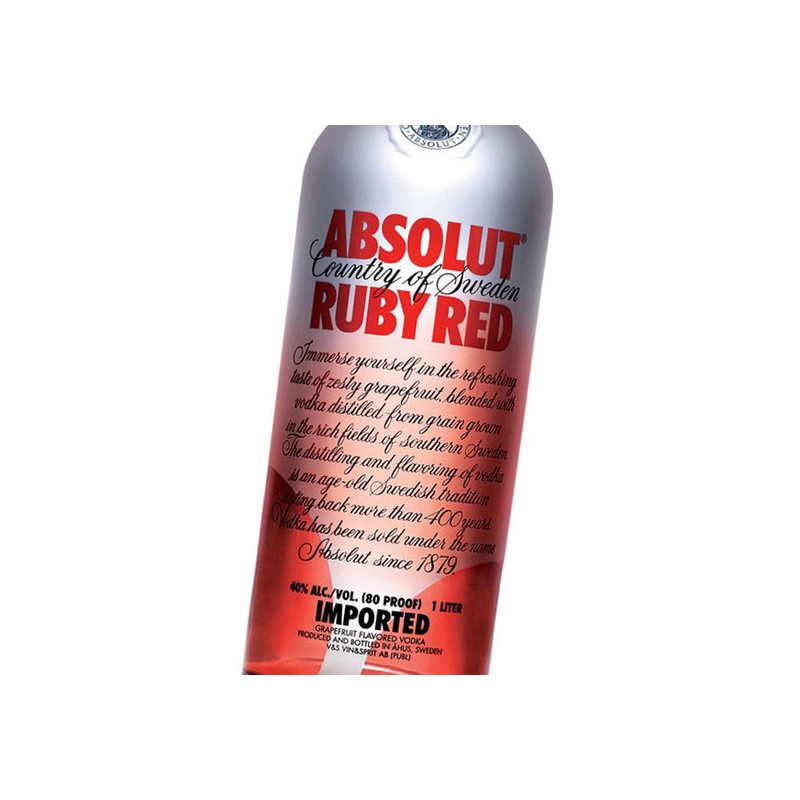 ABSOLUT
ABSOLUT®
Country of Sweden
RUBY RED
Immerse yourself in the refreshing
taste of zesty grapefruit, blended with
vodka distilled from grain grown
in the rich fields of southern Sweden
The distilling and flavoring of vodka
is an age-old Swedish tradition
dating back more than 400 years.
Vodka has been sold under the name
Absolut since 1879.
40% ALC./VOL. (80 PROOF) 1 LITER
IMPORTED
GRAPEFRUIT FLAVORED VODKA
PRODUCED AND BOTTLED IN ÅHUS, SWEDEN
V&S VIN&SPRIT AB (PUBL)